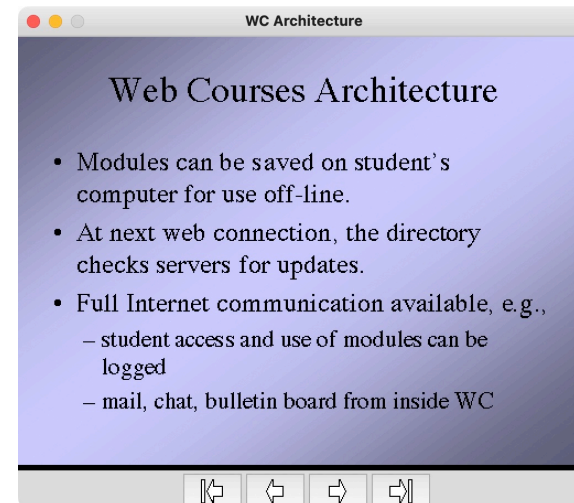 WC Architecture
Web Courses Architecture
• Modules can be saved on student's
computer for use off-line.
• At next web connection, the directory
checks servers for updates.
• Full Internet communication available, e.g.,
– student access and use of modules can be
logged
– mail, chat, bulletin board from inside WC